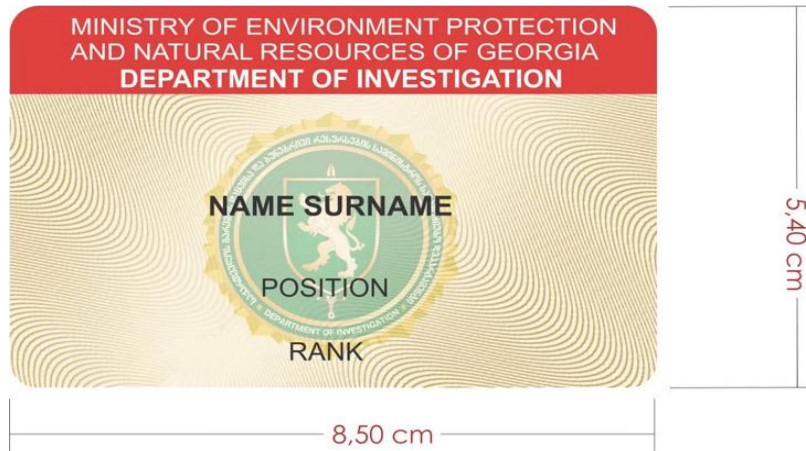 MINISTRY OF ENVIRONMENT PROTECTION
AND NATURAL RESOURCES OF GEORGIA
DEPARTMENT OF INVESTIGATION
NAME SURNAME
POSITION
DEPARTMENT OF INVESTIGATION
RANK
5,40 cm
8,50 cm